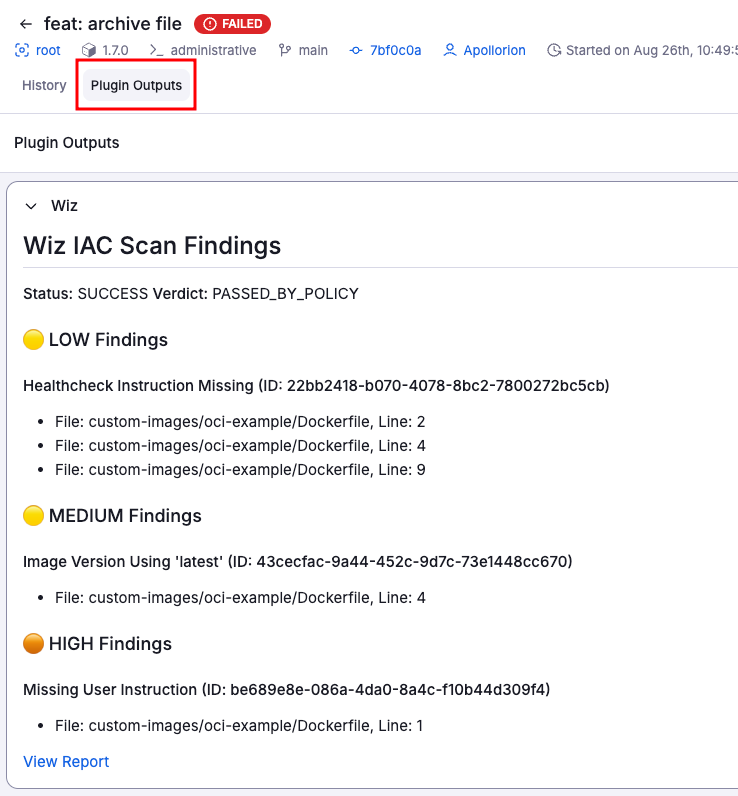 feat: archive file FAILED
root 1.7.0 administrative main 7bf0c0a Apollorion Started on Aug 26th, 10:49:5
History Plugin Outputs
Plugin Outputs
Wiz
Wiz IAC Scan Findings
Status: SUCCESS Verdict: PASSED_BY_POLICY
LOW Findings
Healthcheck Instruction Missing (ID: 22bb2418-b070-4078-8bc2-7800272bc5cb)
• File: custom-images/oci-example/Dockerfile, Line: 2
• File: custom-images/oci-example/Dockerfile, Line: 4
• File: custom-images/oci-example/Dockerfile, Line: 9
MEDIUM Findings
Image Version Using 'latest' (ID: 43cecfac-9a44-452c-9d7c-73e1448cc670)
• File: custom-images/oci-example/Dockerfile, Line: 4
HIGH Findings
Missing User Instruction (ID: be689e8e-086a-4da0-8a4c-f10b44d309f4)
• File: custom-images/oci-example/Dockerfile, Line: 1
View Report